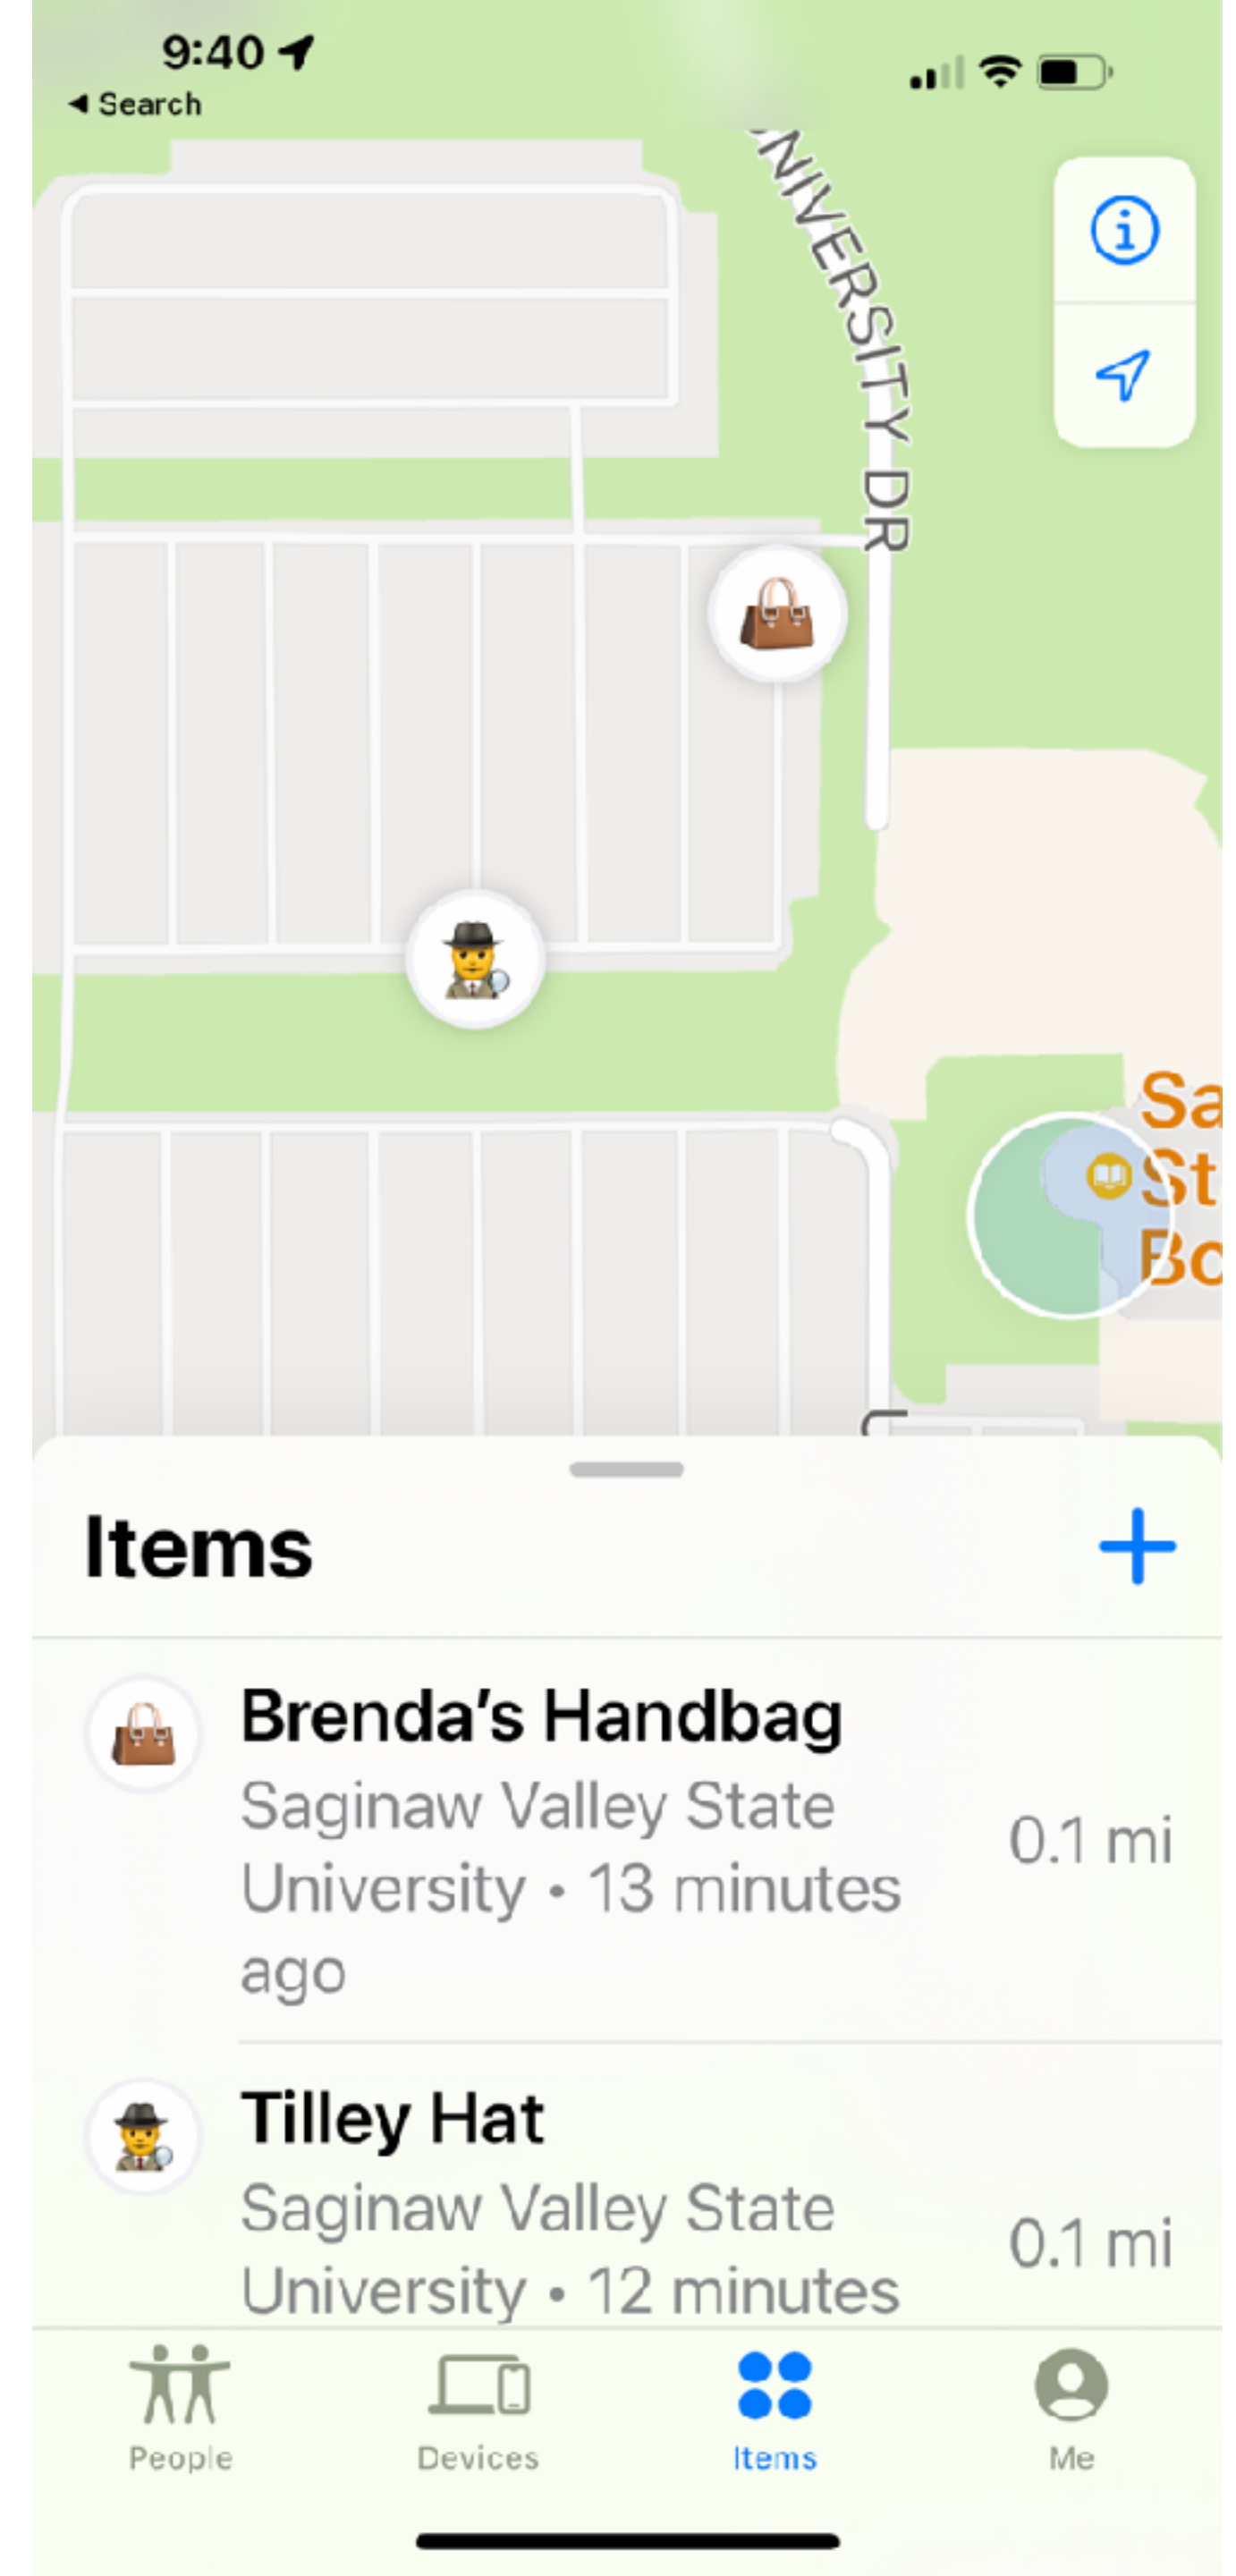 9:40
◀ Search
NIVERSITY DR
Sa
St
Bo
Items
Brenda’s Handbag
Saginaw Valley State
University • 13 minutes
ago
0.1 mi
Tilley Hat
Saginaw Valley State
University • 12 minutes
0.1 mi
People
Devices
Items
Me